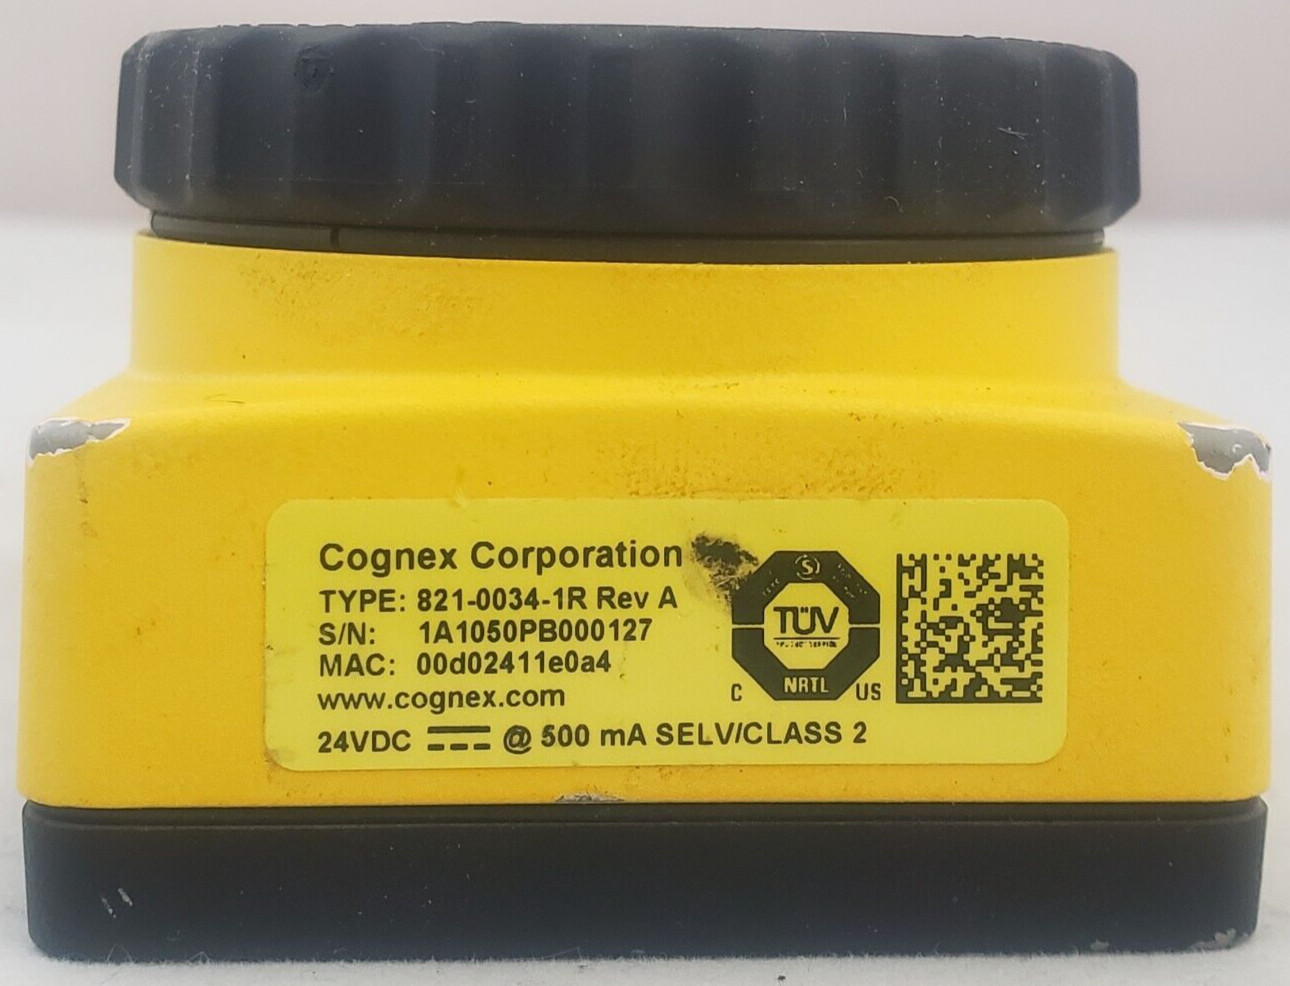 Cognex Corporation
TYPE: 821-0034-1R Rev A
S/N: 1A1050PB000127
MAC: 00d02411e0a4
www.cognex.com
24VDC @ 500 mA SELV/CLASS 2
S
TÜV
C NRTL US